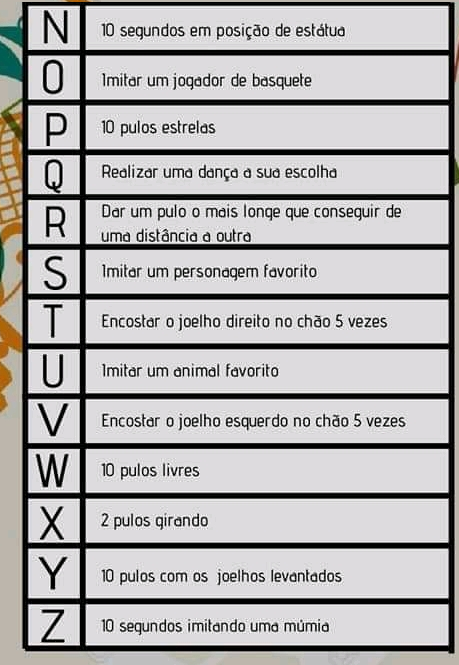 N 10 segundos em posição de estátua
O Imitar um jogador de basquete
P 10 pulos estrelas
Q Realizar uma dança a sua escolha
R Dar um pulo o mais longe que conseguir de
uma distância a outra
S Imitar um personagem favorito
T Encostar o joelho direito no chão 5 vezes
U Imitar um animal favorito
V Encostar o joelho esquerdo no chão 5 vezes
W 10 pulos livres
X 2 pulos girando
Y 10 pulos com os joelhos levantados
Z 10 segundos imitando uma múmia